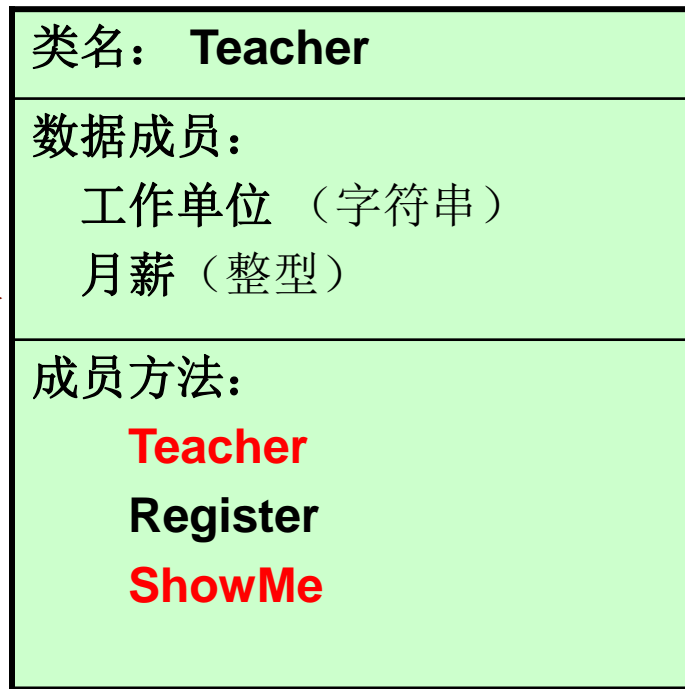 类名： Teacher
数据成员：
工作单位 （字符串）
月薪（整型）
成员方法：
Teacher
Register
ShowMe